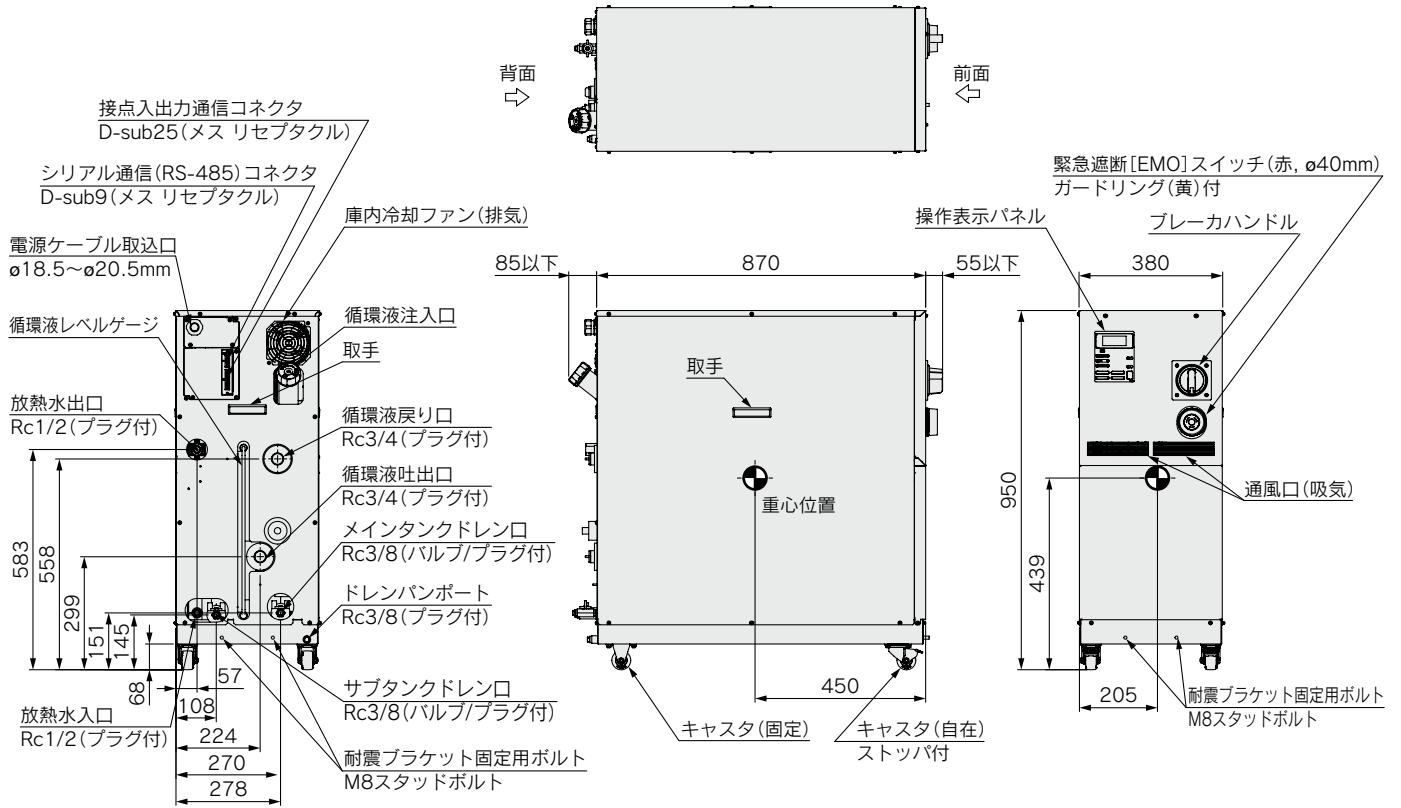 背面
前面
接点入出力通信コネクタ
D-sub25(メス リセプタクル)
シリアル通信(RS-485)コネクタ
D-sub9(メス リセプタクル)
電源ケーブル取込口
ø18.5～ø20.5mm
循環液レベルゲージ
放熱水出口
Rc1/2(プラグ付)
庫内冷却ファン(排気)
循環液注入口
取手
循環液戻り口
Rc3/4(プラグ付)
循環液吐出口
Rc3/4(プラグ付)
メインタンクドレン口
Rc3/8(バルブ/プラグ付)
ドレンパンポート
Rc3/8(プラグ付)
サブタンクドレン口
Rc3/8(バルブ/プラグ付)
耐震ブラケット固定用ボルト
M8スタッドボルト
放熱水入口
Rc1/2(プラグ付)
583
558
299
151
145
68
57
108
224
270
278
85以下
870
55以下
取手
重心位置
450
キャスタ(固定)
キャスタ(自在)
ストッパ付
緊急遮断[EMO]スイッチ(赤, ø40mm)
ガードリング(黄)付
操作表示パネル
ブレーカハンドル
380
950
439
通風口(吸気)
205
耐震ブラケット固定用ボルト
M8スタッドボルト